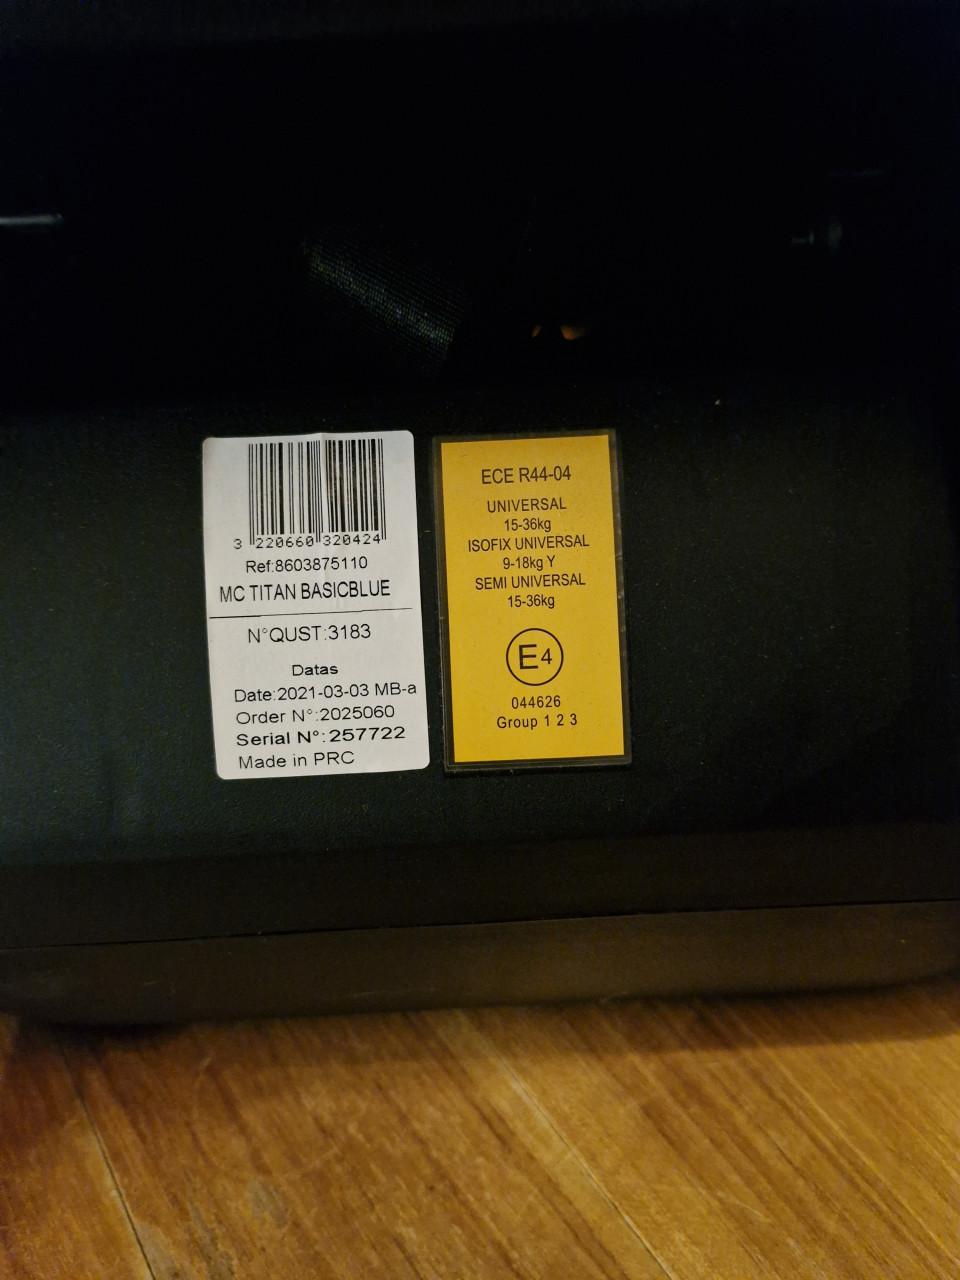 3 220660 320424
Ref:8603875110
MC TITAN BASICBLUE
N°QUST:3183
Datas
Date:2021-03-03 MB-a
Order N°:2025060
Serial N°:257722
Made in PRC
ECE R44-04
UNIVERSAL
15-36kg
ISOFIX UNIVERSAL
9-18kg Y
SEMI UNIVERSAL
15-36kg
E4
044626
Group 1 2 3